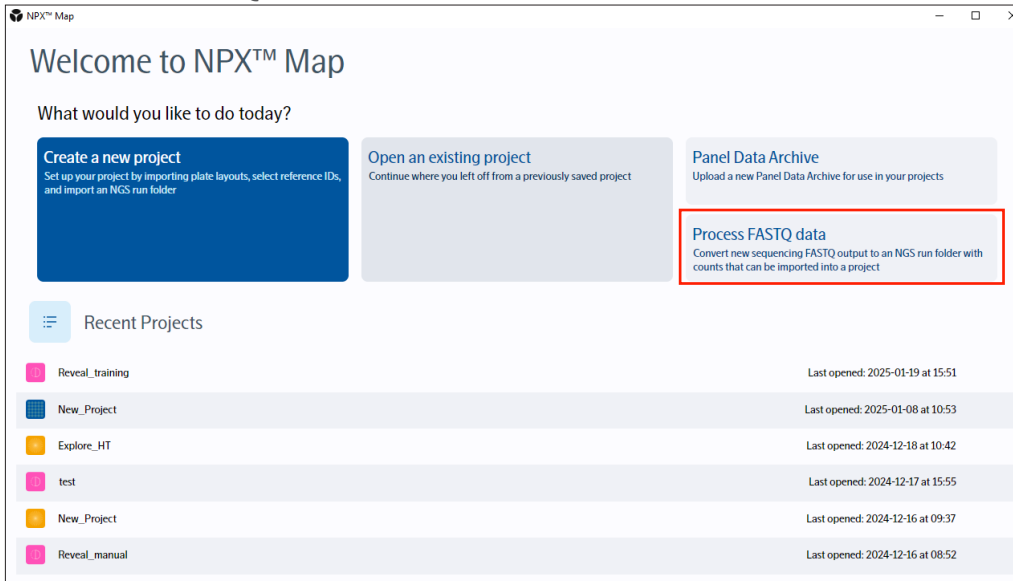 NPX™ Map
Welcome to NPX™ Map
What would you like to do today?
Create a new project
Set up your project by importing plate layouts, select reference IDs,
and import an NGS run folder
Open an existing project
Continue where you left off from a previously saved project
Panel Data Archive
Upload a new Panel Data Archive for use in your projects
Process FASTQ data
Convert new sequencing FASTQ output to an NGS run folder with
counts that can be imported into a project
Recent Projects
Reveal_training Last opened: 2025-01-19 at 15:51
New_Project Last opened: 2025-01-08 at 10:53
Explore_HT Last opened: 2024-12-18 at 10:42
test Last opened: 2024-12-17 at 15:55
New_Project Last opened: 2024-12-16 at 09:37
Reveal_manual Last opened: 2024-12-16 at 08:52